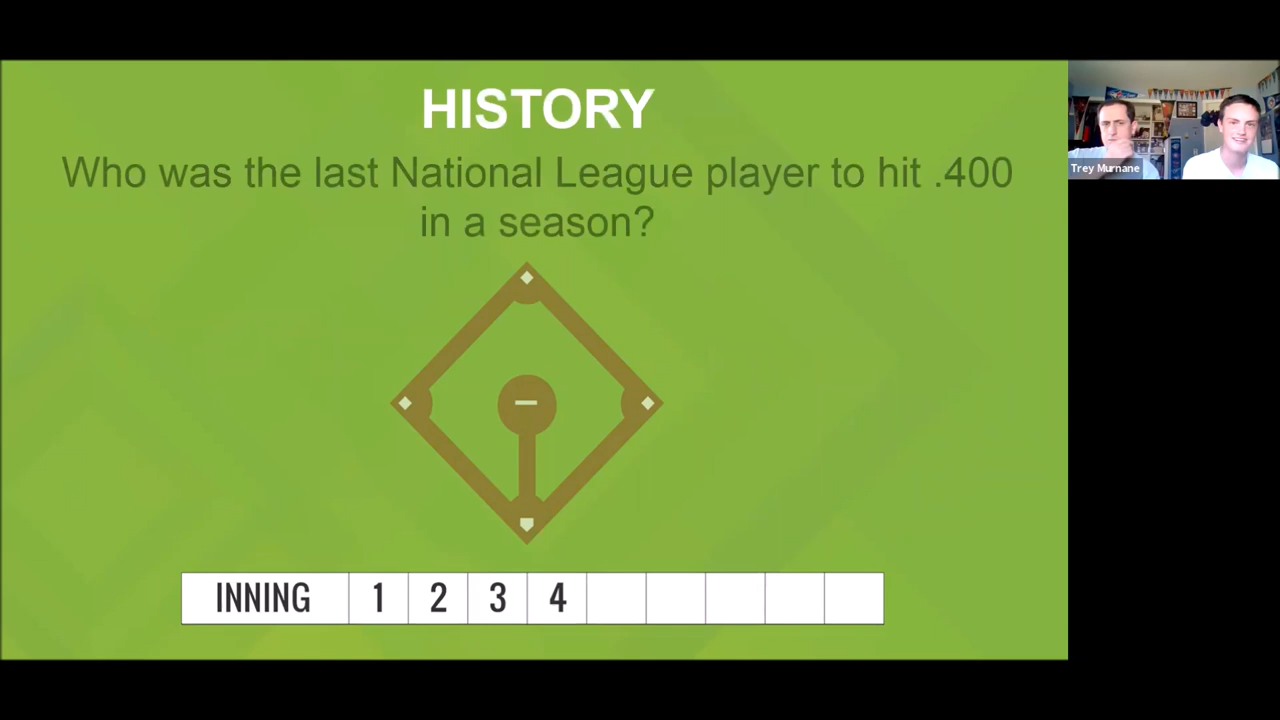 HISTORY
Who was the last National League player to hit .400
in a season?
Trey Murnane
INNING 1 2 3 4